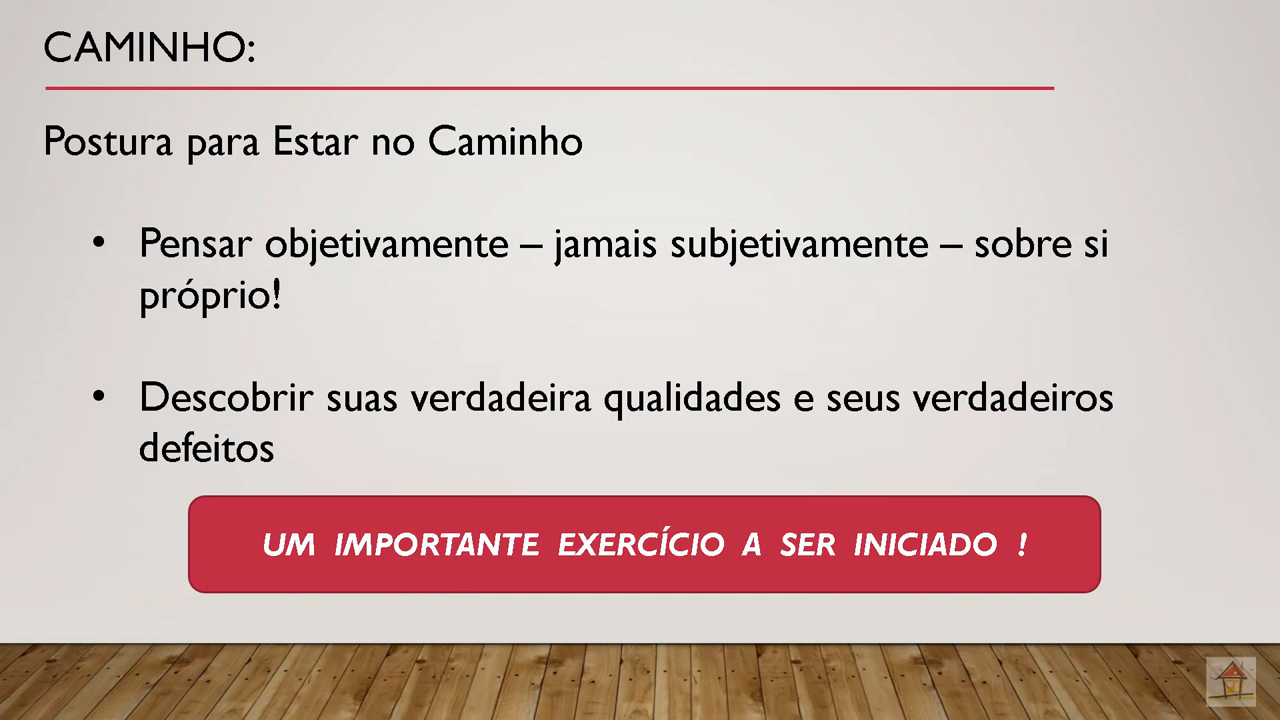 CAMINHO:
Postura para Estar no Caminho
• Pensar objetivamente – jamais subjetivamente – sobre si
próprio!
• Descobrir suas verdadeira qualidades e seus verdadeiros
defeitos
UM IMPORTANTE EXERCÍCIO A SER INICIADO !